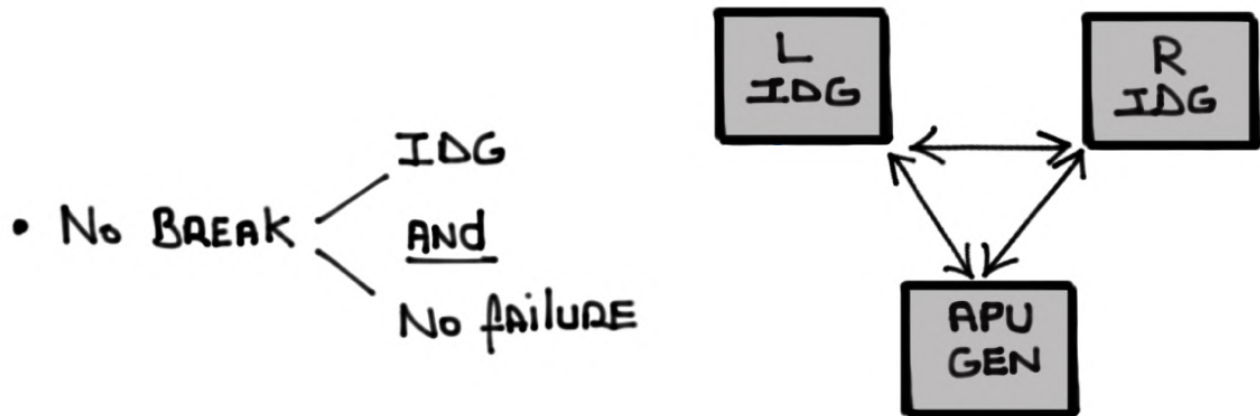 L
IDG
R
IDG
IDG
• No BREAK
AND
No fAILURE
APU
GEN